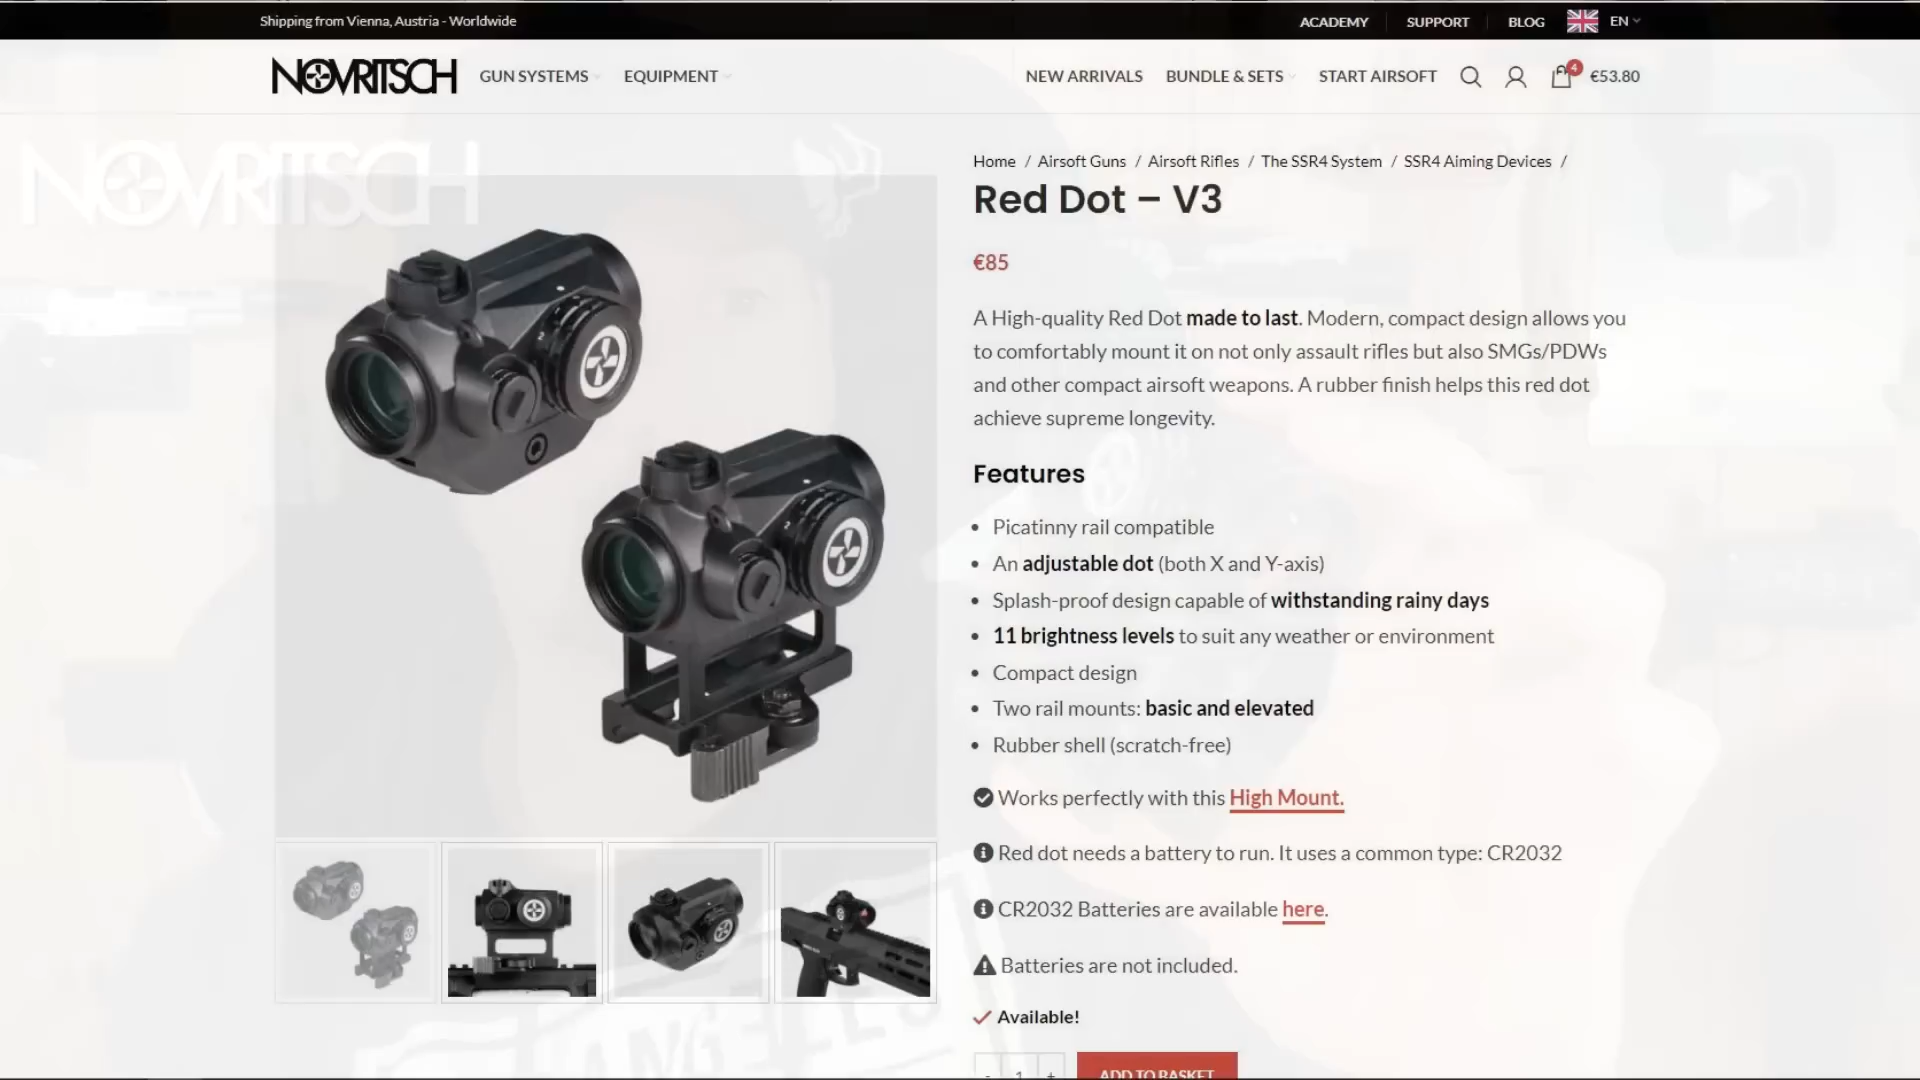 Shipping from Vienna, Austria - Worldwide
ACADEMY
SUPPORT
BLOG
EN
NOVRITSCH
GUN SYSTEMS
EQUIPMENT
NEW ARRIVALS
BUNDLE & SETS
START AIRSOFT
4
€53.80
NOVRITSCH
Home / Airsoft Guns / Airsoft Rifles / The SSR4 System / SSR4 Aiming Devices /
Red Dot – V3
€85
A High-quality Red Dot made to last. Modern, compact design allows you
to comfortably mount it on not only assault rifles but also SMGs/PDWs
and other compact airsoft weapons. A rubber finish helps this red dot
achieve supreme longevity.
Features
• Picatinny rail compatible
• An adjustable dot (both X and Y-axis)
• Splash-proof design capable of withstanding rainy days
• 11 brightness levels to suit any weather or environment
• Compact design
• Two rail mounts: basic and elevated
• Rubber shell (scratch-free)
Works perfectly with this High Mount.
Red dot needs a battery to run. It uses a common type: CR2032
CR2032 Batteries are available here.
Batteries are not included.
Available!
- 1 +
ADD TO BASKET